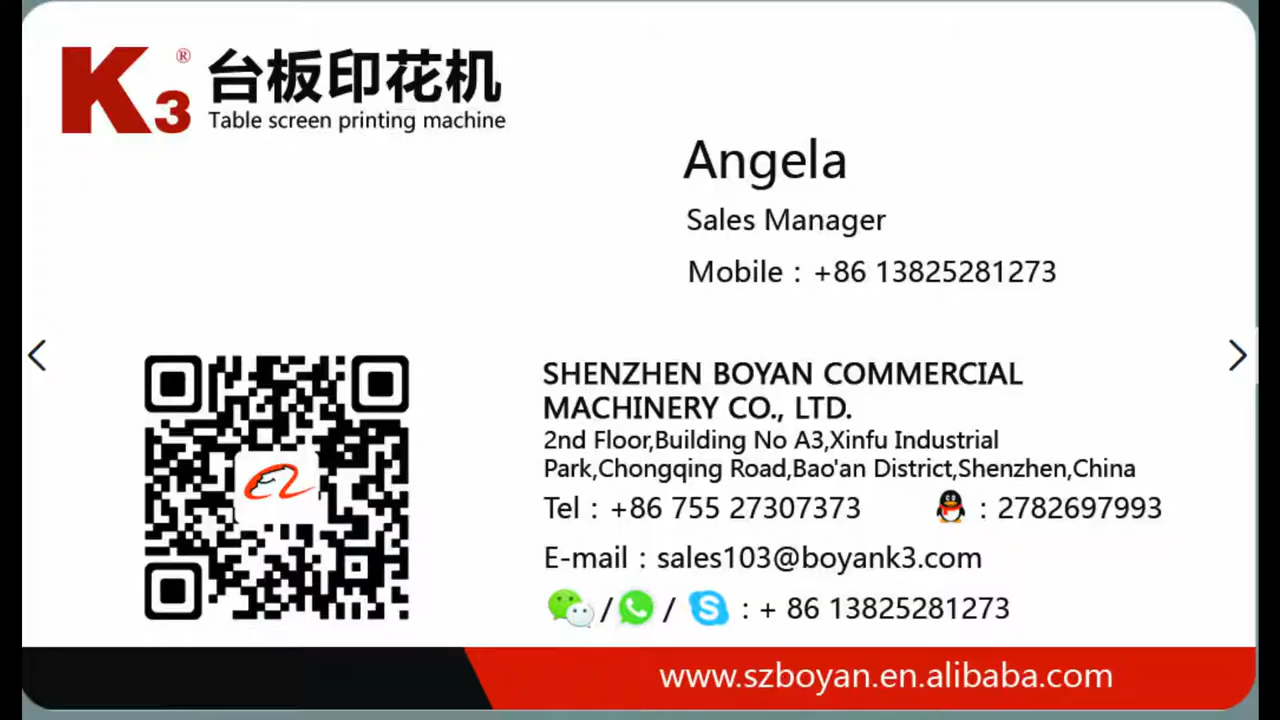 K3® 台板印花机
Table screen printing machine
Angela
Sales Manager
Mobile : +86 13825281273
SHENZHEN BOYAN COMMERCIAL
MACHINERY CO., LTD.
2nd Floor,Building No A3,Xinfu Industrial
Park,Chongqing Road,Bao'an District,Shenzhen,China
Tel : +86 755 27307373 : 2782697993
E-mail : sales103@boyank3.com
/ / : + 86 13825281273
www.szboyan.en.alibaba.com